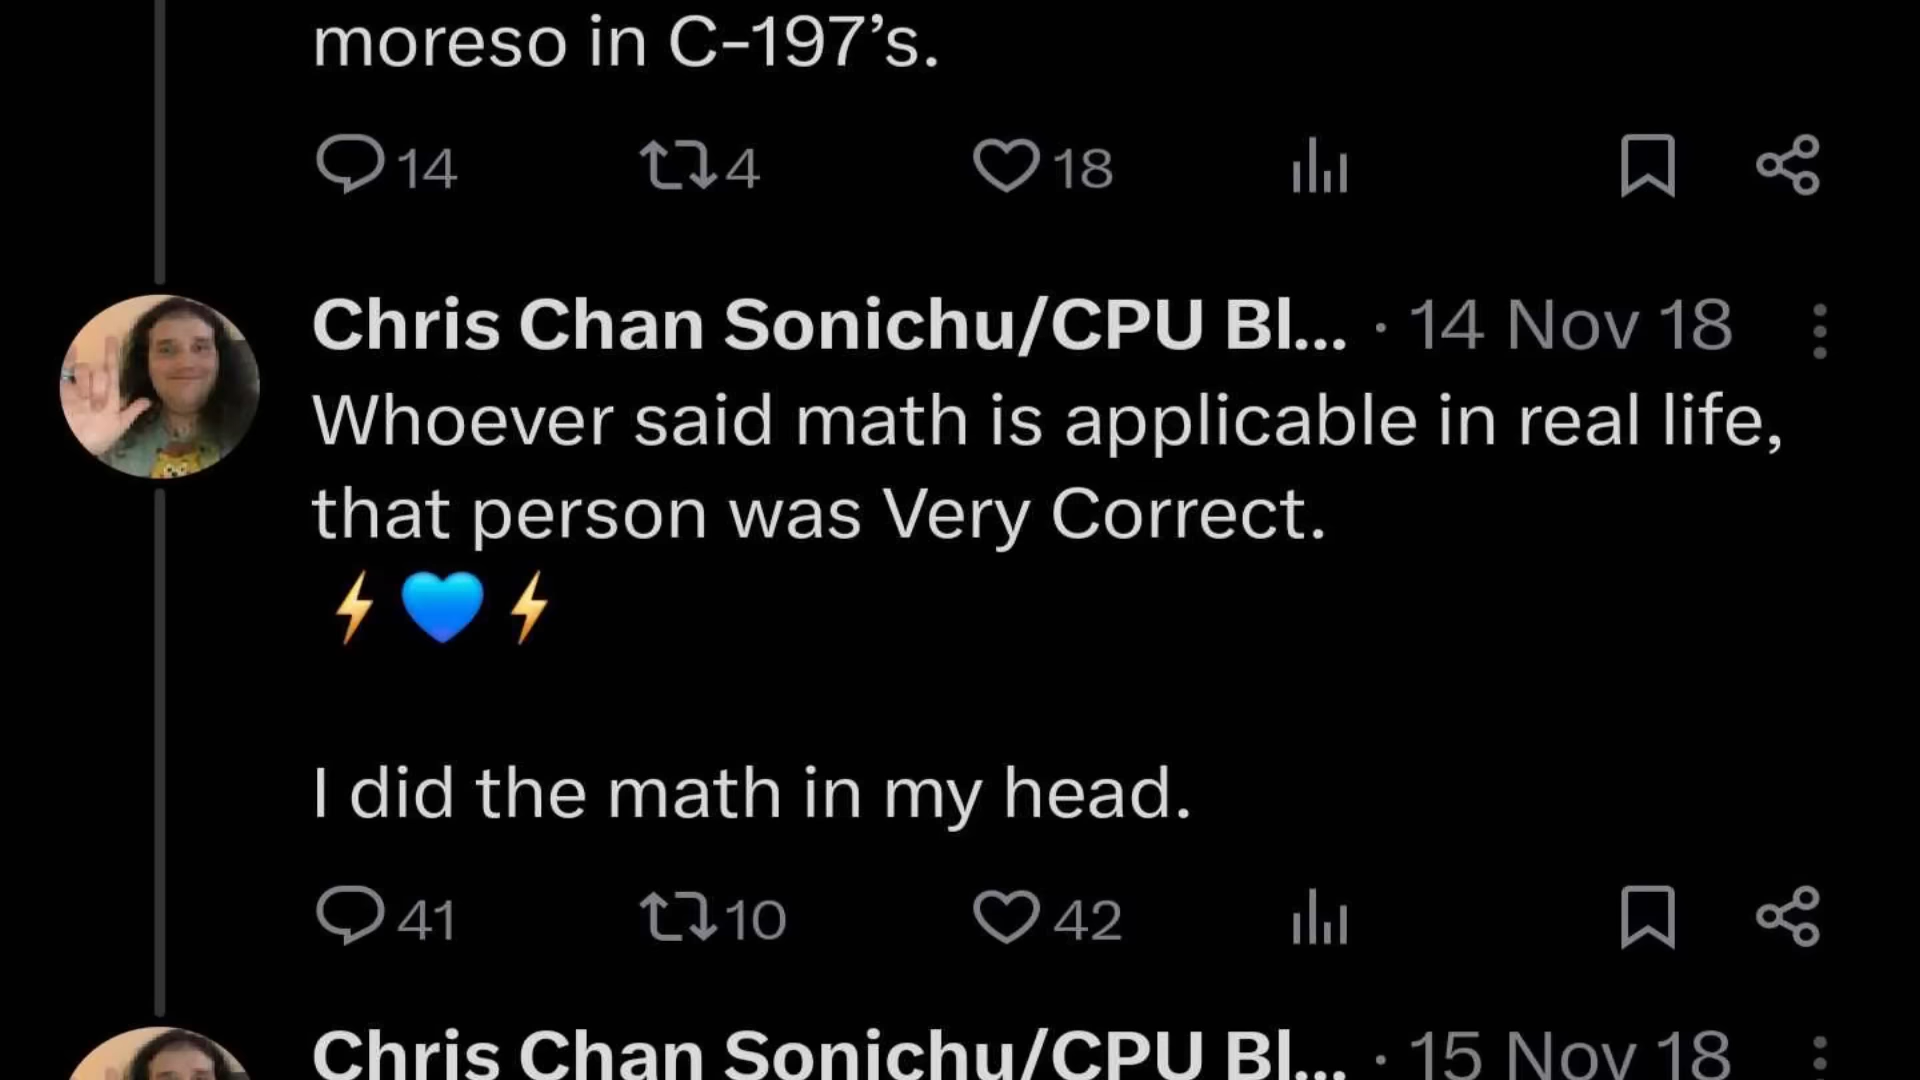 moreso in C-197’s.
14 4 18
Chris Chan Sonichu/CPU Bl... · 14 Nov 18
Whoever said math is applicable in real life,
that person was Very Correct.
⚡💙⚡
I did the math in my head.
41 10 42
Chris Chan Sonichu/CPU Bl... · 15 Nov 18